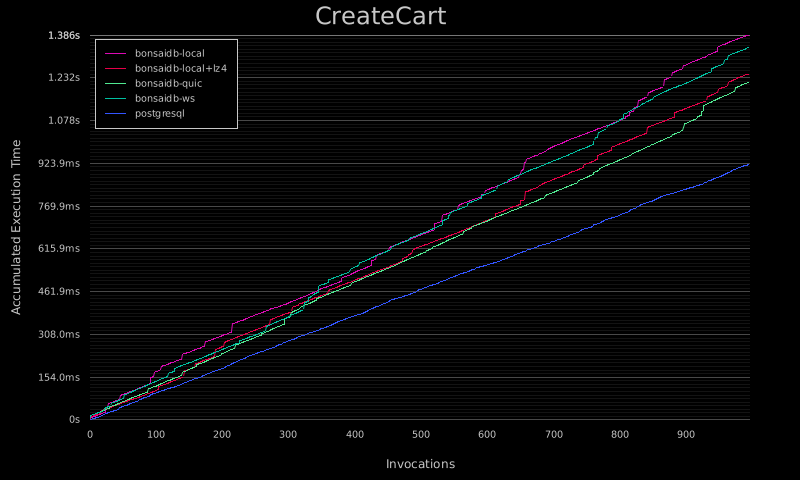 CreateCart
1.386s
1.232s
1.078s
923.9ms
769.9ms
615.9ms
461.9ms
308.0ms
154.0ms
0s
Accumulated Execution Time
bonsaidb-local
bonsaidb-local+lz4
bonsaidb-quic
bonsaidb-ws
postgresql
0 100 200 300 400 500 600 700 800 900
Invocations